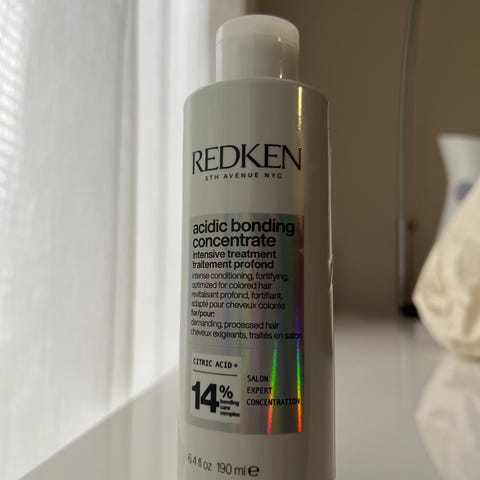 REDKEN
5TH AVENUE NYC
acidic bonding
concentrate
intensive treatment
traitement profond
intense conditioning, fortifying,
optimized for colored hair
revitalisant profond, fortifiant,
adapté pour cheveux colorés
for/pour:
demanding, processed hair
cheveux exigeants, traités en salon
CITRIC ACID+
14%
bonding
care
complex
SALON
EXPERT
CONCENTRATION
6.4 fl oz 190 ml e